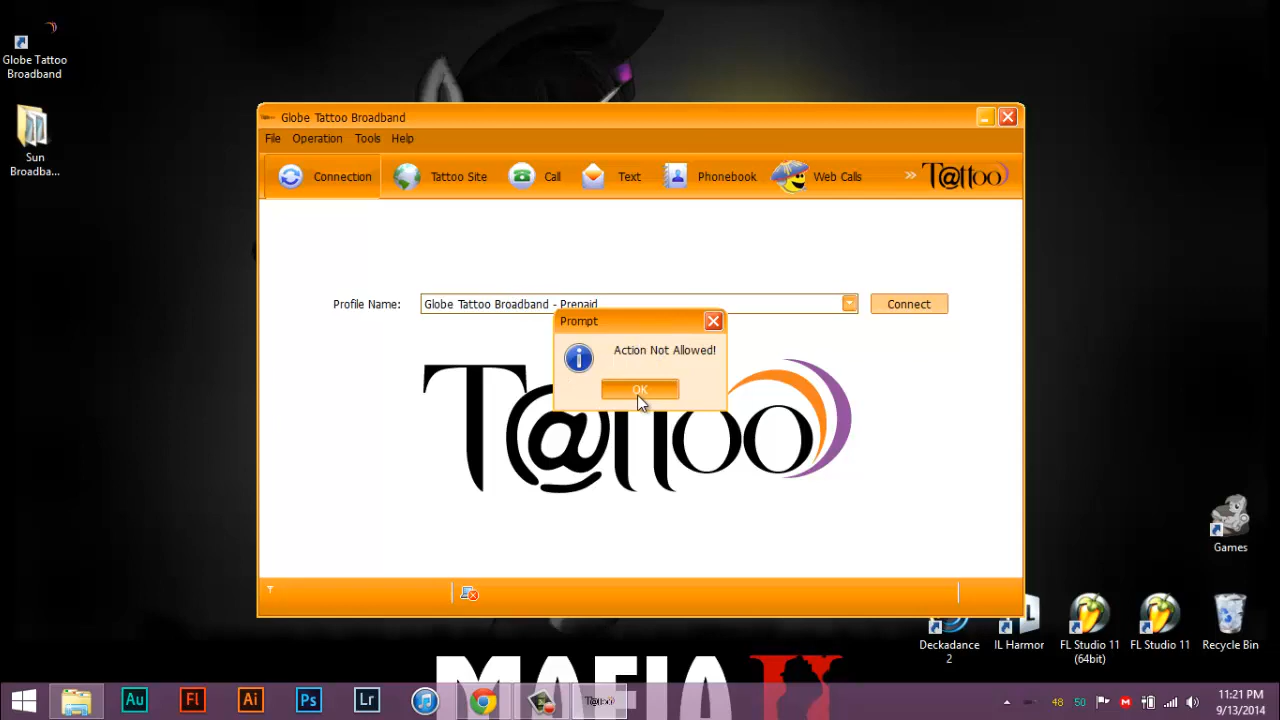 Globe Tattoo
Broadband
Sun
Broadba...
Globe Tattoo Broadband
File Operation Tools Help
Connection Tattoo Site Call Text Phonebook Web Calls » T@ttoo
Profile Name: Globe Tattoo Broadband - Prepaid Connect
Prompt
Action Not Allowed!
OK
T@ttoo
Games
Deckadance
2
IL Harmor
FL Studio 11
(64bit)
FL Studio 11
Recycle Bin
MAFIA II
Au Fl Ai Ps Lr T@ttoo 48 50
11:21 PM
9/13/2014